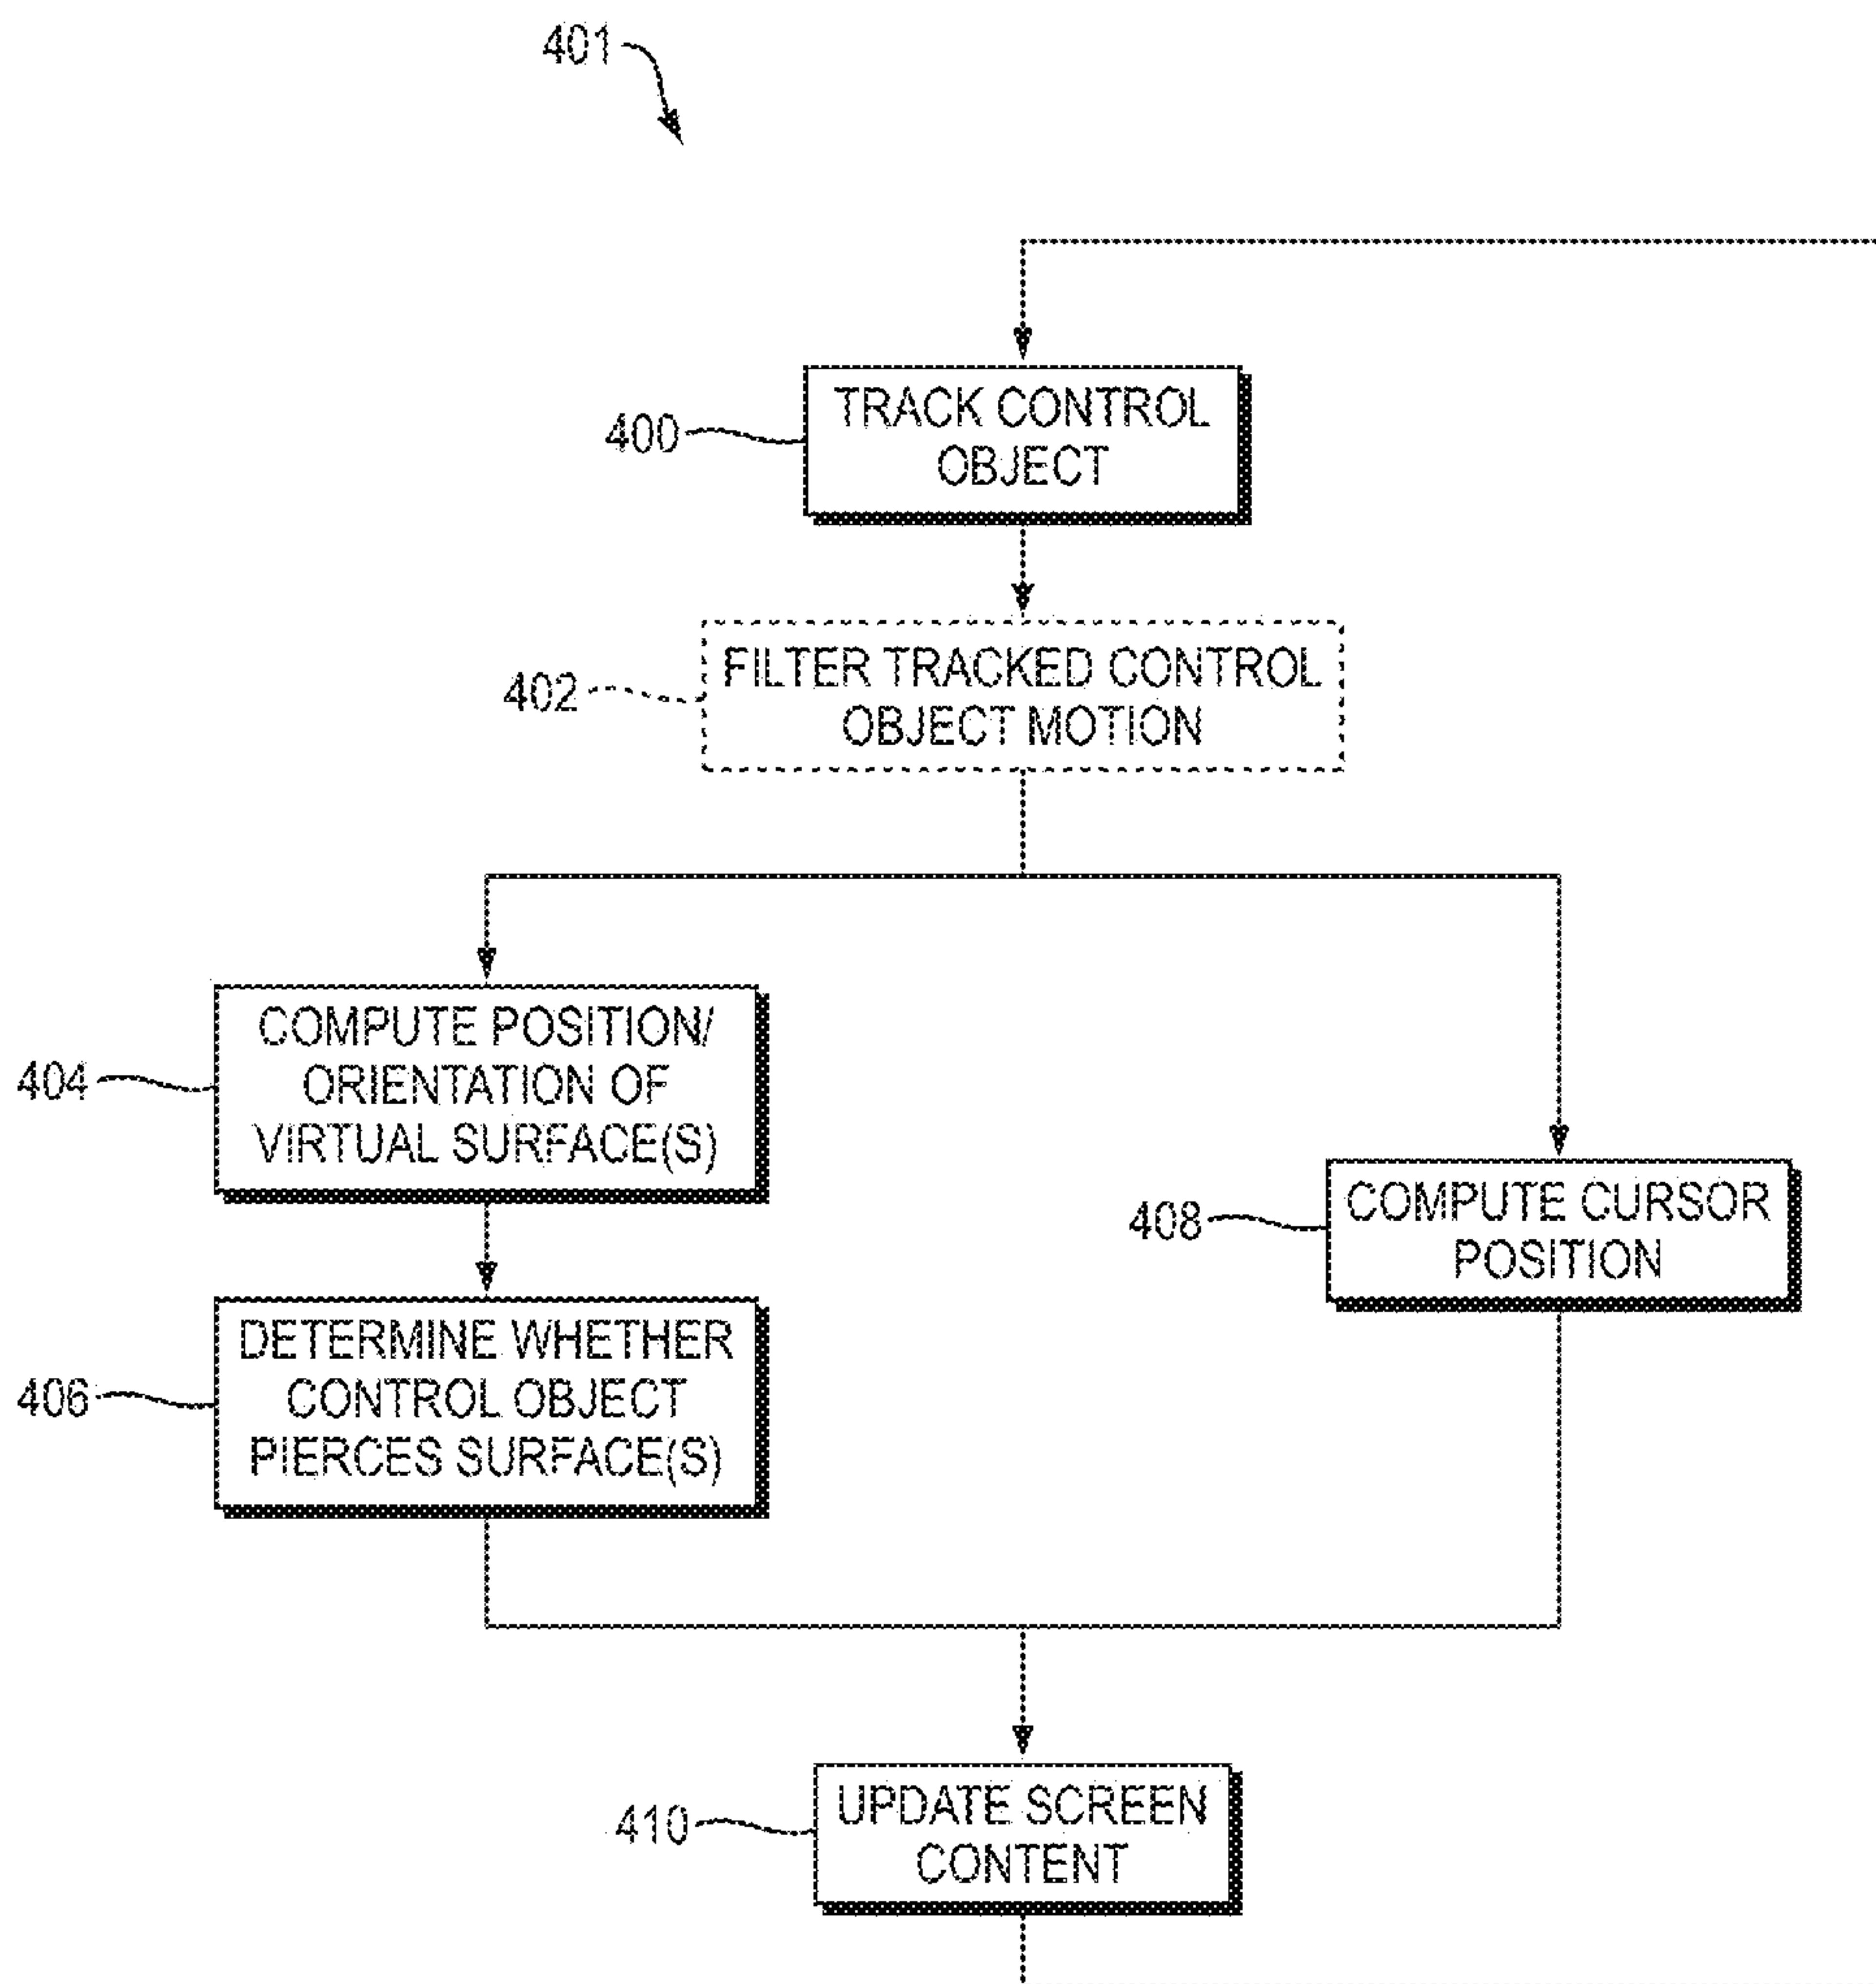 401
400
TRACK CONTROL
OBJECT
402
FILTER TRACKED CONTROL
OBJECT MOTION
404
COMPUTE POSITION/
ORIENTATION OF
VIRTUAL SURFACE(S)
408
COMPUTE CURSOR
POSITION
406
DETERMINE WHETHER
CONTROL OBJECT
PIERCES SURFACE(S)
410
UPDATE SCREEN
CONTENT